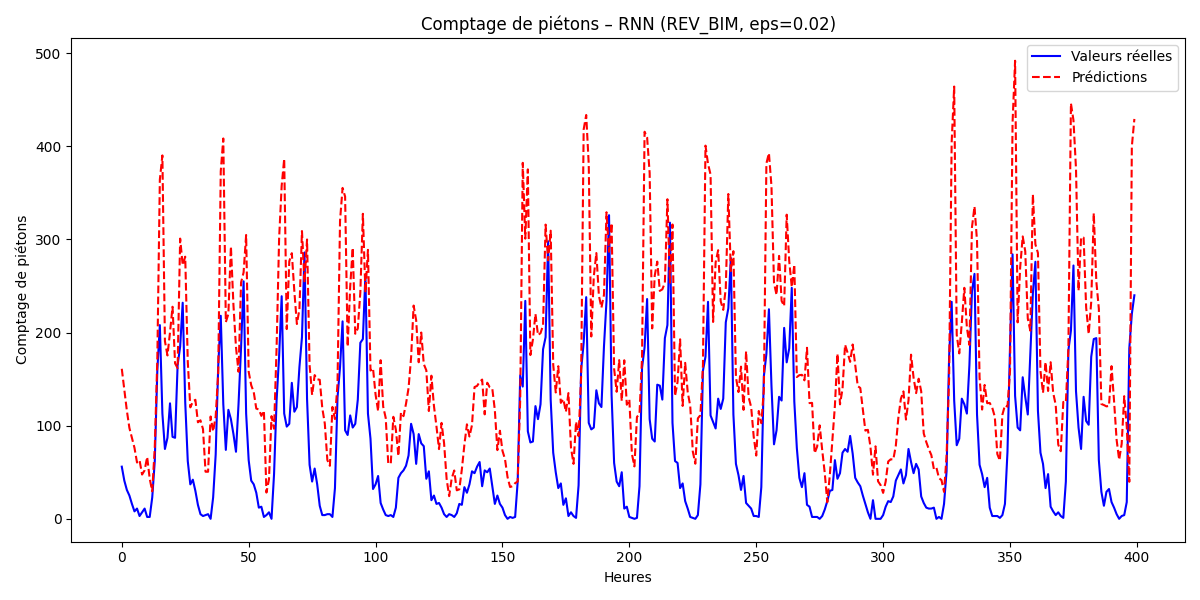 Comptage de piétons – RNN (REV_BIM, eps=0.02)
Valeurs réelles
Prédictions
Comptage de piétons
500
400
300
200
100
0
0 50 100 150 200 250 300 350 400
Heures